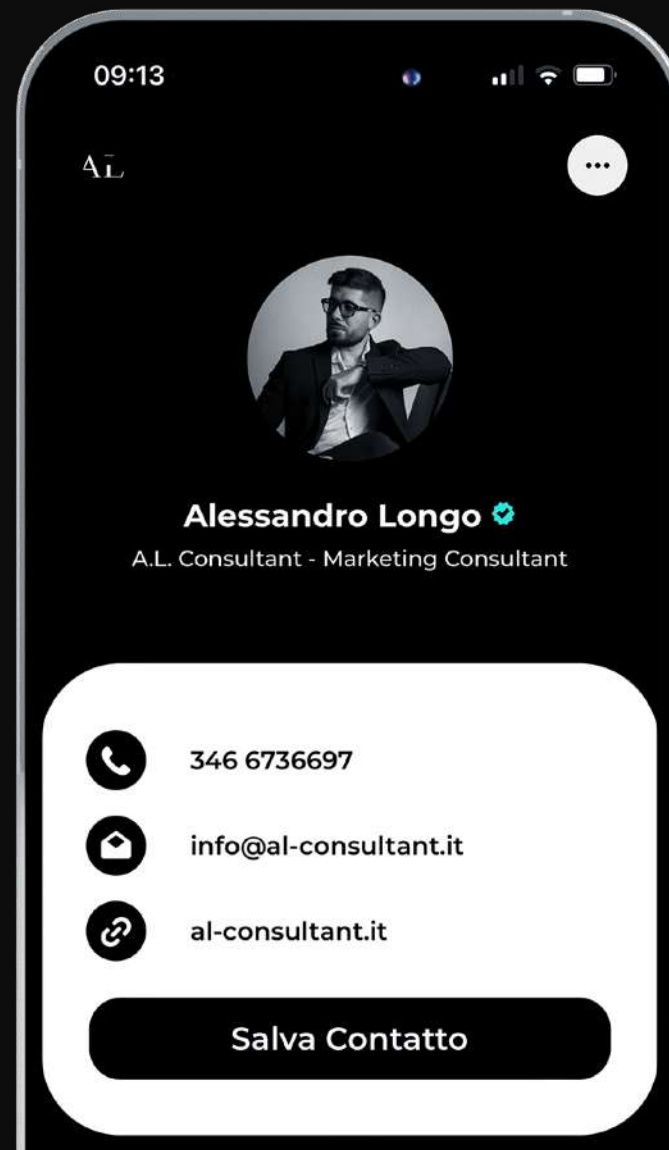 09:13
AL
Alessandro Longo
A.L. Consultant - Marketing Consultant
346 6736697
info@al-consultant.it
al-consultant.it
Salva Contatto